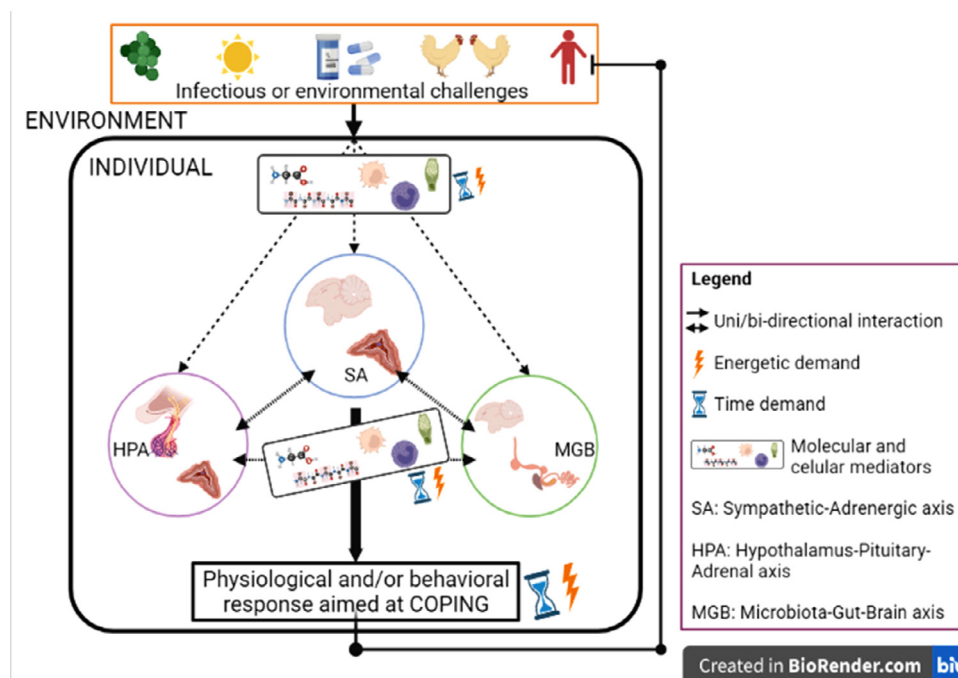 Infectious or environmental challenges
ENVIRONMENT
INDIVIDUAL
SA
HPA
MGB
Physiological and/or behavioral
response aimed at COPING
Legend
Uni/bi-directional interaction
Energetic demand
Time demand
Molecular and
celular mediators
SA: Sympathetic-Adrenergic axis
HPA: Hypothalamus-Pituitary-
Adrenal axis
MGB: Microbiota-Gut-Brain axis
Created in BioRender.com bio